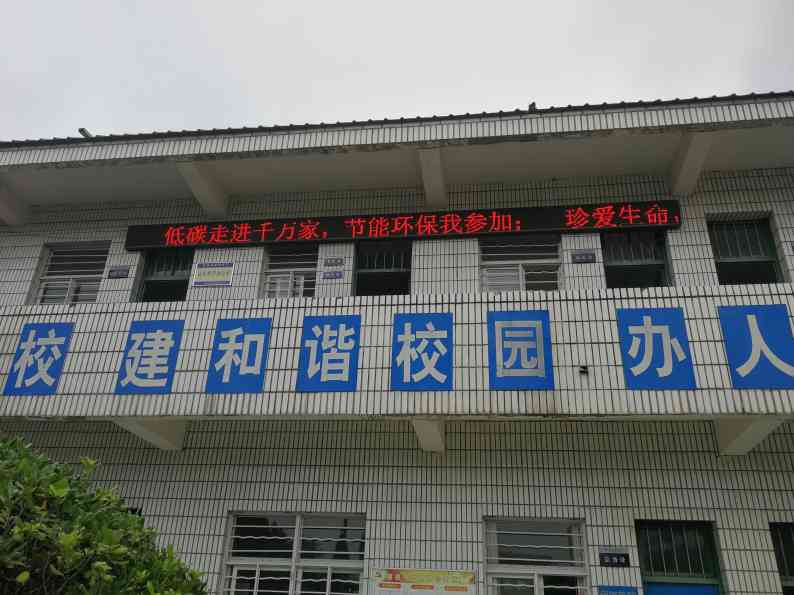 低碳走进千万家，节能环保我参加； 珍爱生命，
校 建和谐校园 办人